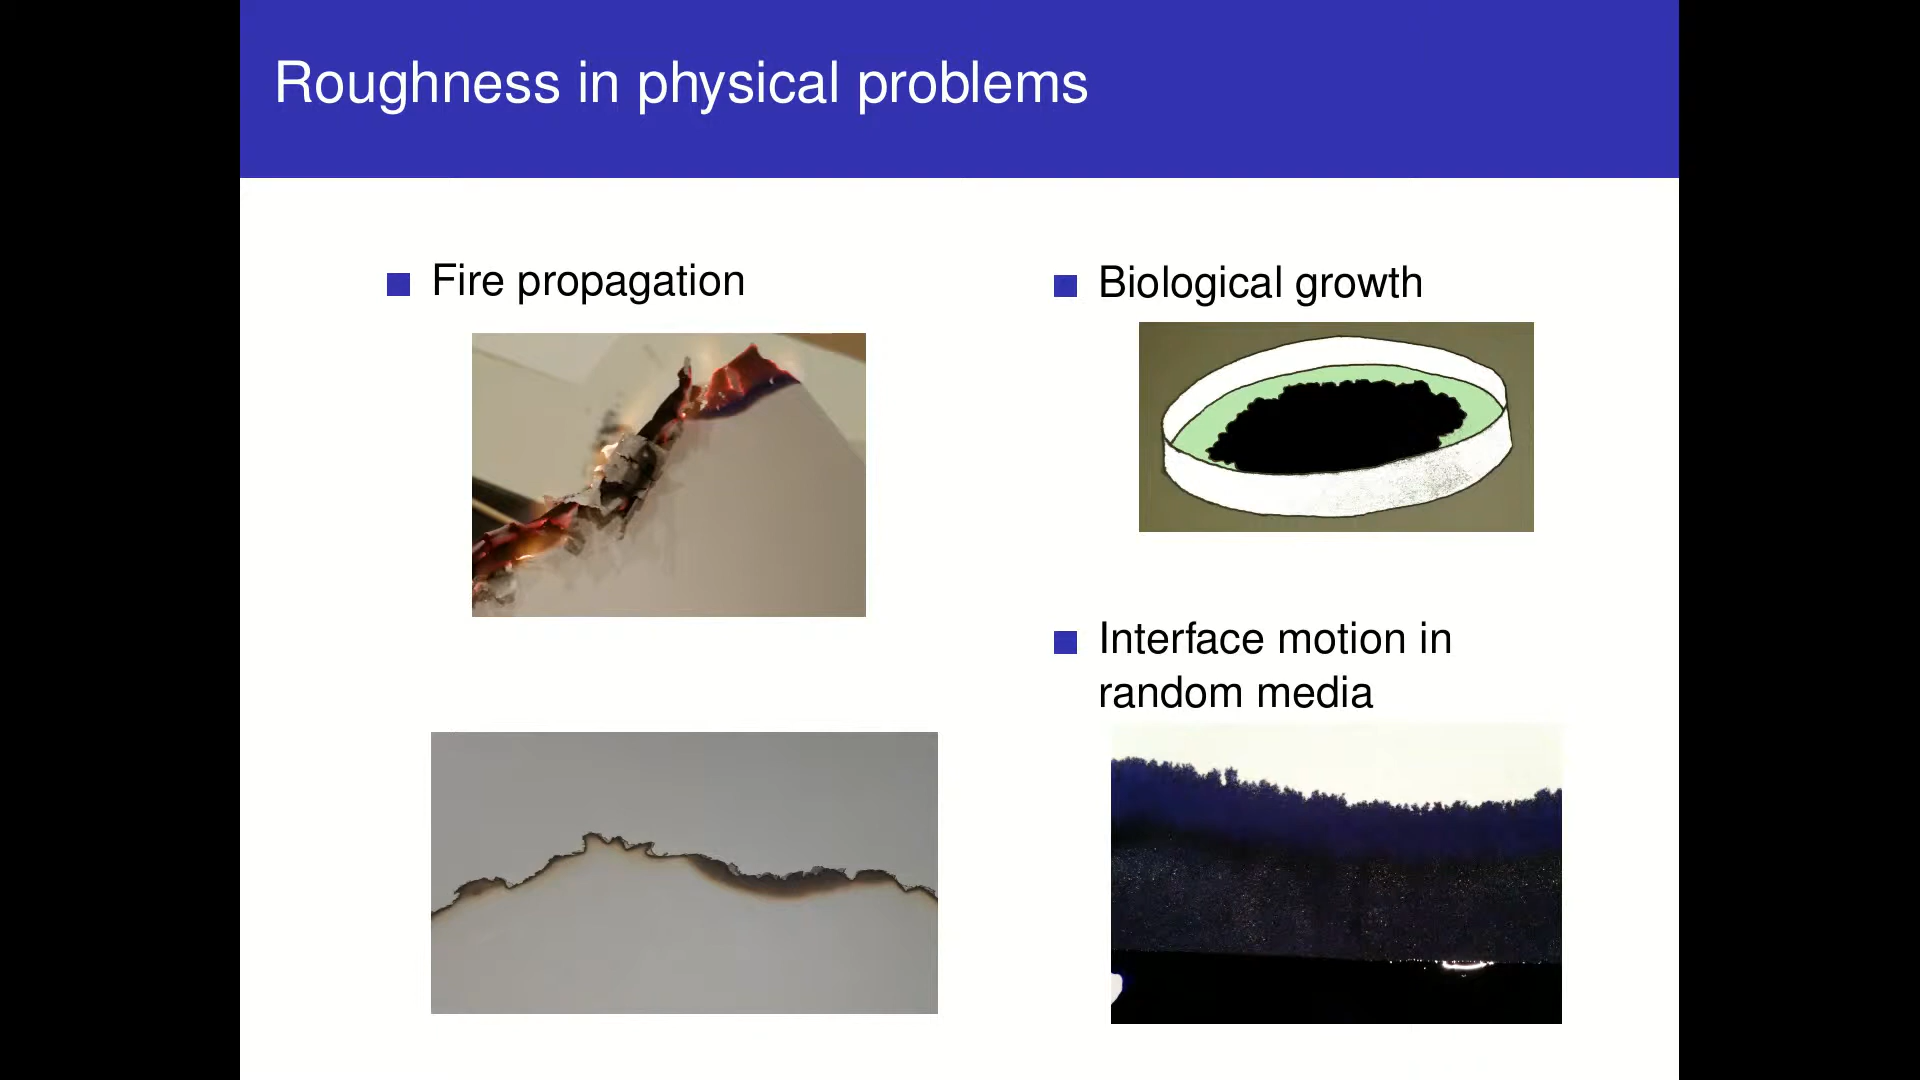 Roughness in physical problems
Fire propagation
Biological growth
Interface motion in
random media